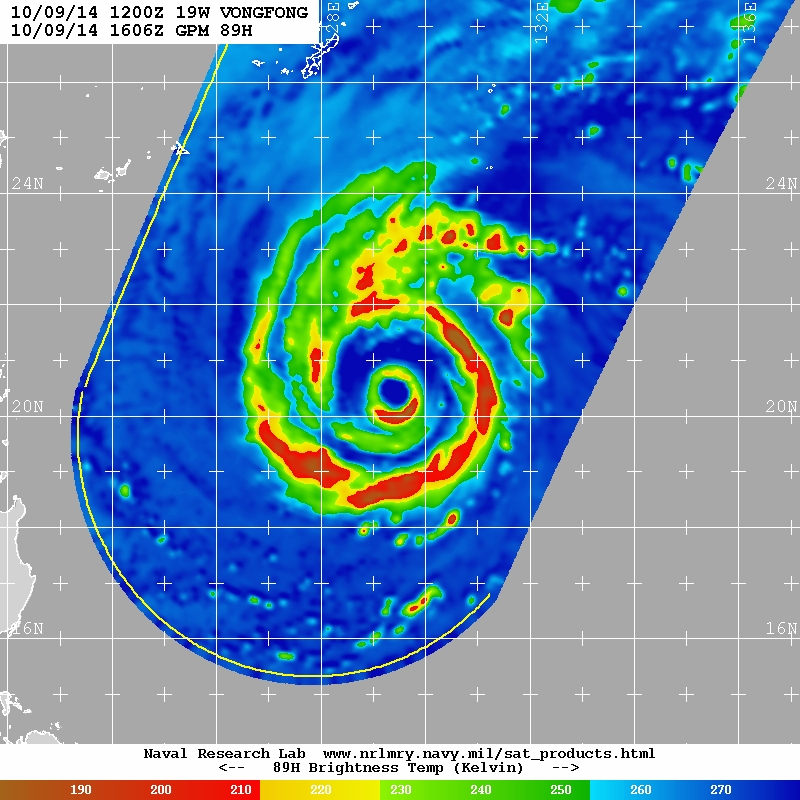 10/09/14 1200Z 19W VONGFONG
10/09/14 1606Z GPM 89H
28E 132E 136E
24N 24N
20N 20N
16N 16N
Naval Research Lab www.nrlmry.navy.mil/sat_products.html
<-- 89H Brightness Temp (Kelvin) -->
190 200 210 220 230 240 250 260 270